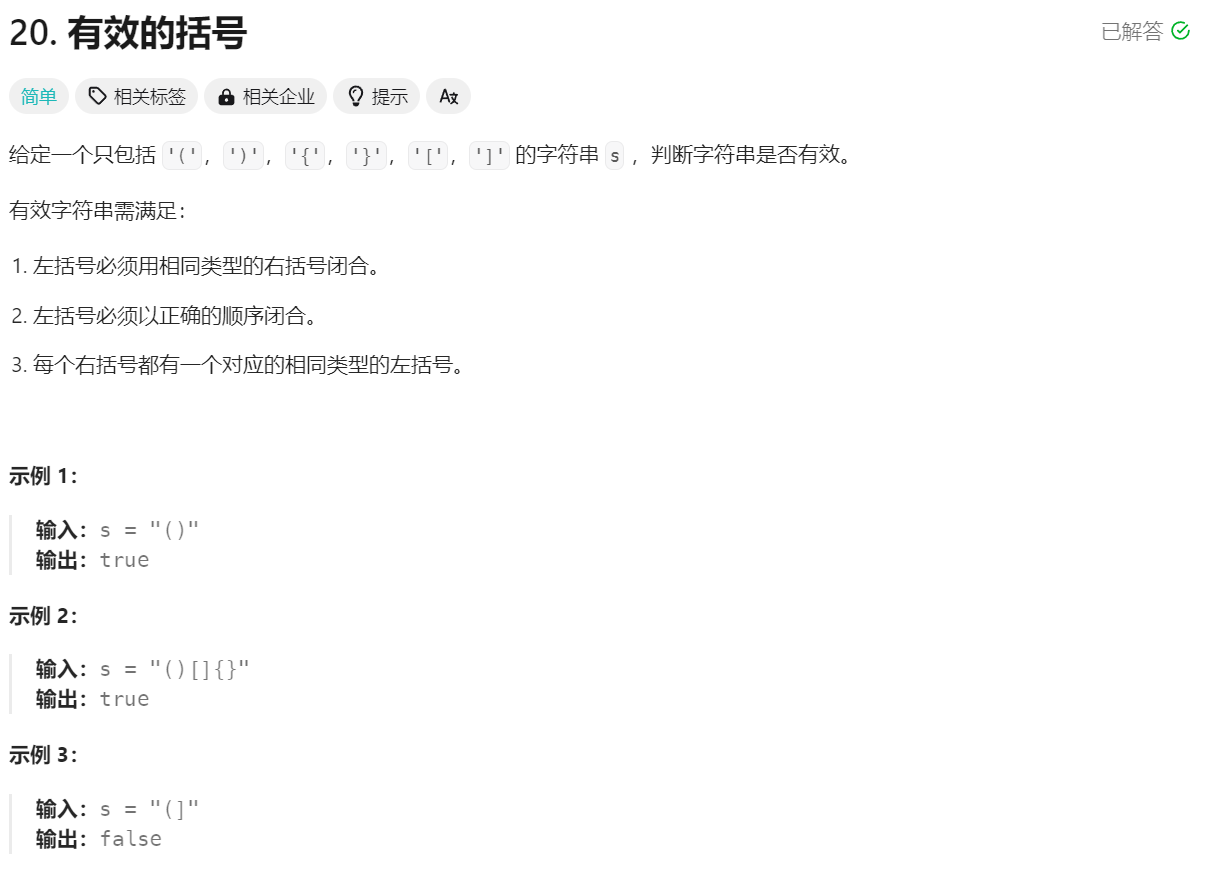 20. 有效的括号
已解答
简单 相关标签 相关企业 提示 A文
给定一个只包括 '('，')'，'{'，'}'，'['，']' 的字符串 s ，判断字符串是否有效。
有效字符串需满足：
1. 左括号必须用相同类型的右括号闭合。
2. 左括号必须以正确的顺序闭合。
3. 每个右括号都有一个对应的相同类型的左括号。
示例 1：
输入：s = "()"
输出：true
示例 2：
输入：s = "()[]{}"
输出：true
示例 3：
输入：s = "(]"
输出：false